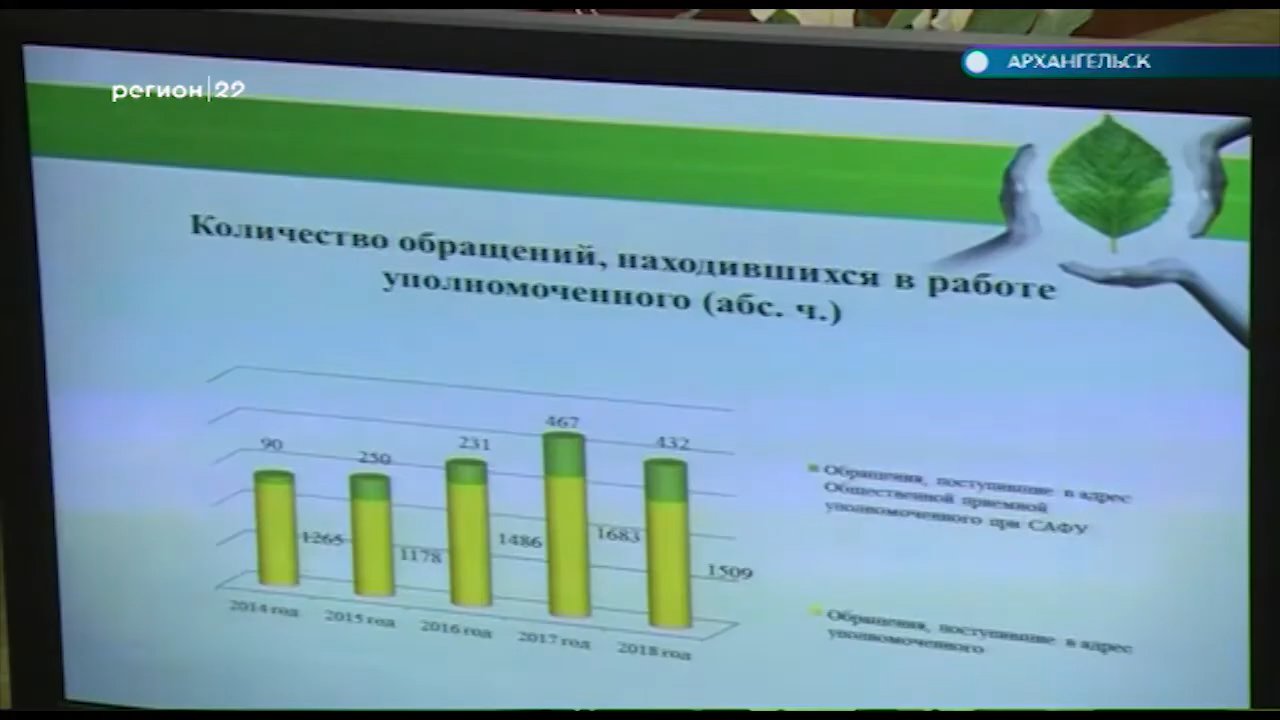 АРХАНГЕЛЬСК
регион|22
Количество обращений, находившихся в работе
уполномоченного (абс. ч.)
90
250
231
467
432
1265
1178
1486
1683
1509
2014 год
2015 год
2016 год
2017 год
2018 год
Обращения, поступившие в адрес
Общественной приемной
уполномоченного при САФУ
Обращения, поступившие в адрес
уполномоченного